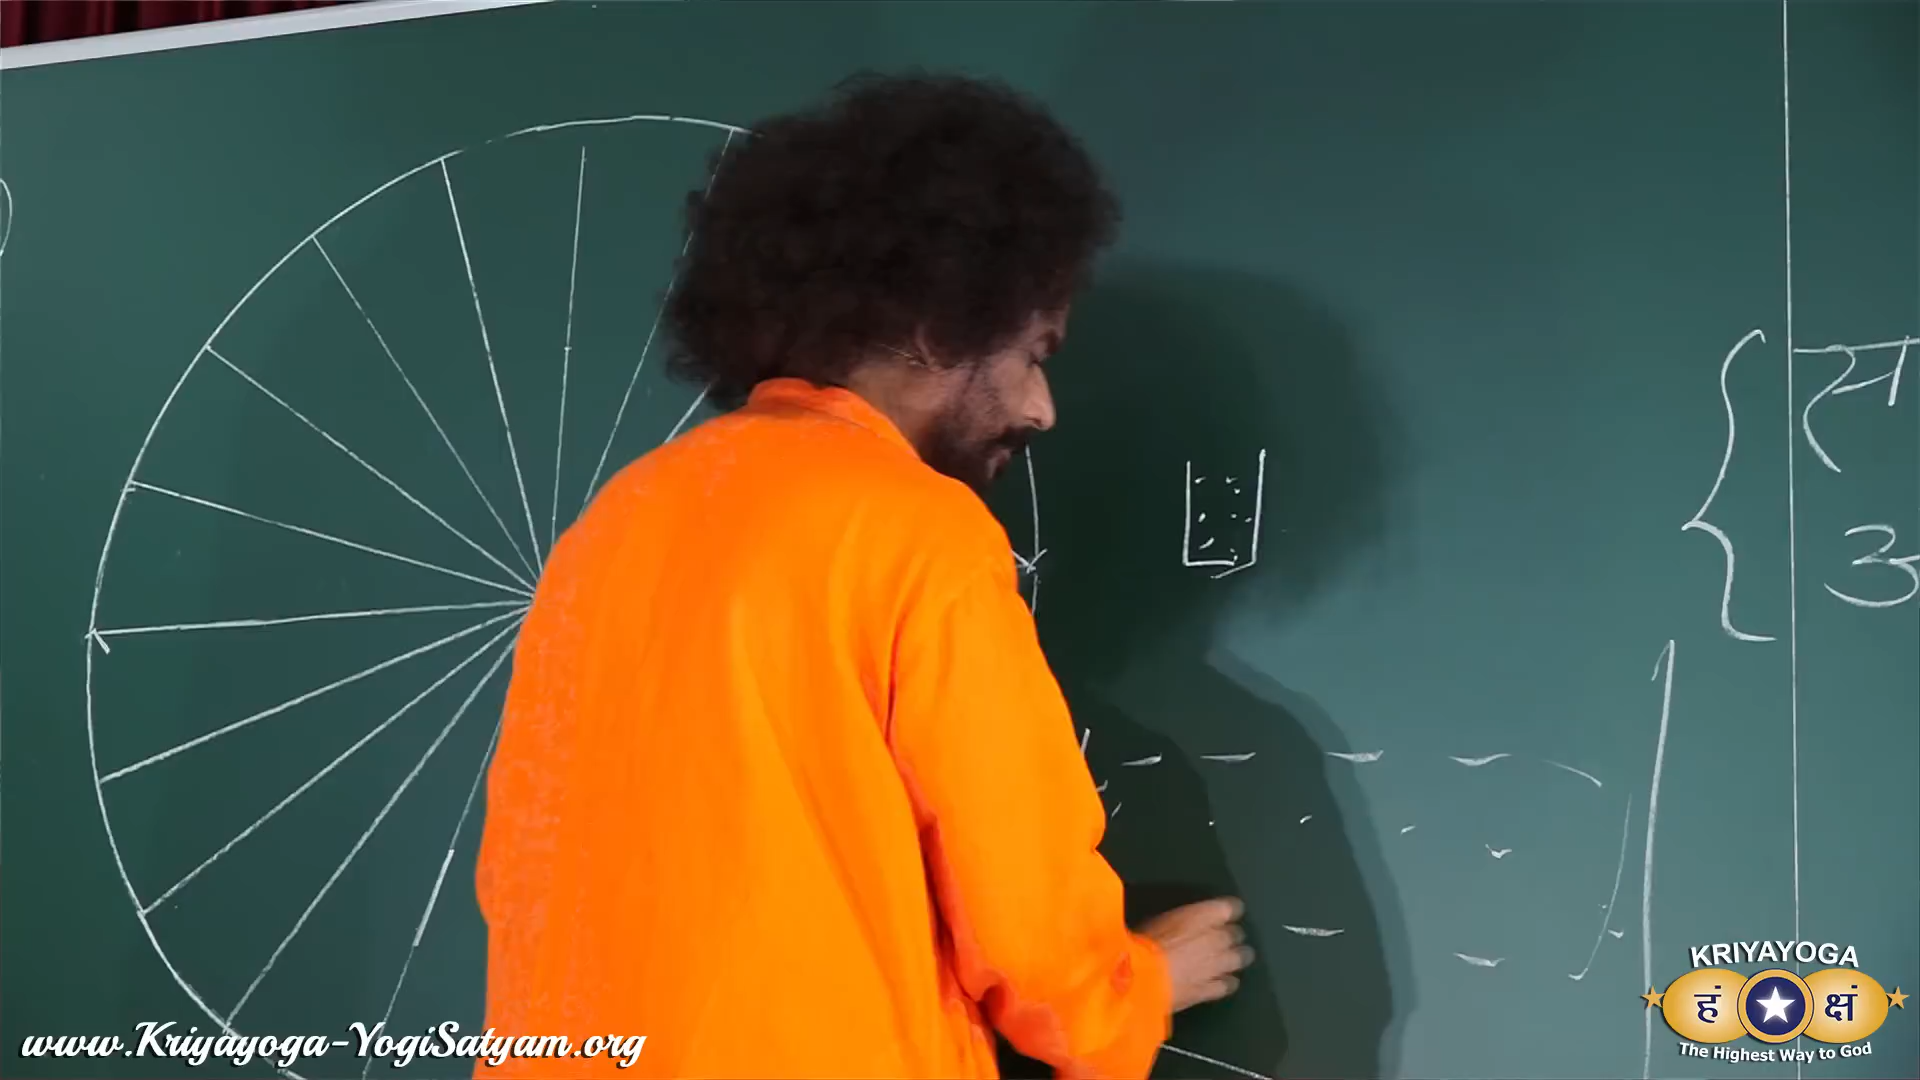 स
अ
KRIYAYOGA
हं क्षं
The Highest Way to God
www.Kriyayoga-YogiSatyam.org